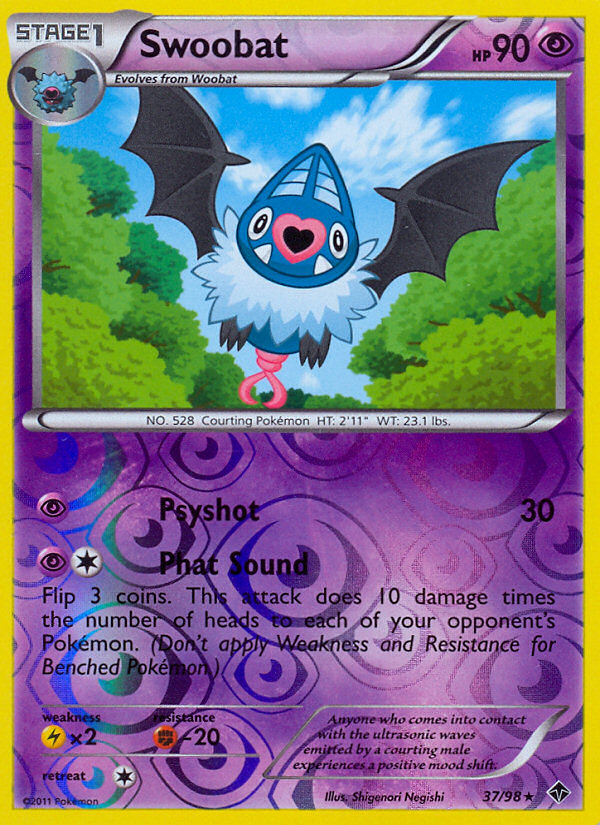 STAGE1
Swoobat
HP 90
Evolves from Woobat
NO. 528 Courting Pokémon HT: 2'11" WT: 23.1 lbs.
Psyshot 30
Phat Sound
Flip 3 coins. This attack does 10 damage times
the number of heads to each of your opponent's
Pokémon. (Don't apply Weakness and Resistance for
Benched Pokémon.)
weakness
×2
resistance
-20
retreat
Anyone who comes into contact
with the ultrasonic waves
emitted by a courting male
experiences a positive mood shift.
©2011 Pokémon
Illus. Shigenori Negishi
37/98★